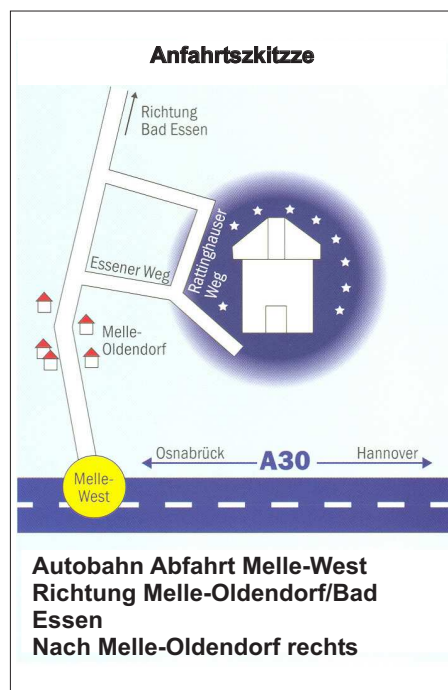 Anfahrtszkitzze
Richtung
Bad Essen
Rattinghauser
Weg
Essener Weg
Melle-
Oldendorf
Osnabrück
A30
Hannover
Melle-
West
Autobahn Abfahrt Melle-West
Richtung Melle-Oldendorf/Bad
Essen
Nach Melle-Oldendorf rechts